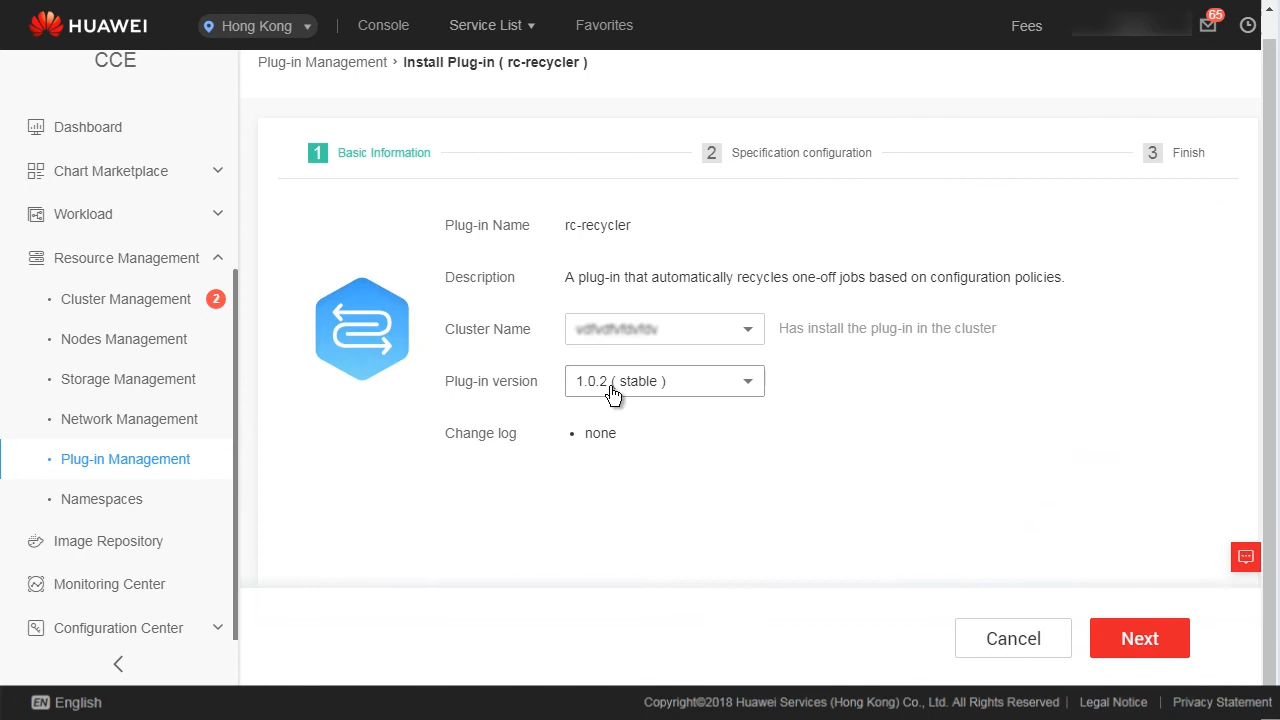 HUAWEI
Hong Kong
Console
Service List
Favorites
Fees
65
CCE
Dashboard
Chart Marketplace
Workload
Resource Management
Cluster Management 2
Nodes Management
Storage Management
Network Management
Plug-in Management
Namespaces
Image Repository
Monitoring Center
Configuration Center
Plug-in Management › Install Plug-in ( rc-recycler )
1 Basic Information
2 Specification configuration
3 Finish
Plug-in Name rc-recycler
Description A plug-in that automatically recycles one-off jobs based on configuration policies.
Cluster Name Has install the plug-in in the cluster
Plug-in version 1.0.2 ( stable )
Change log • none
Cancel
Next
EN English
Copyright©2018 Huawei Services (Hong Kong) Co., Ltd. All Rights Reserved | Legal Notice | Privacy Statement